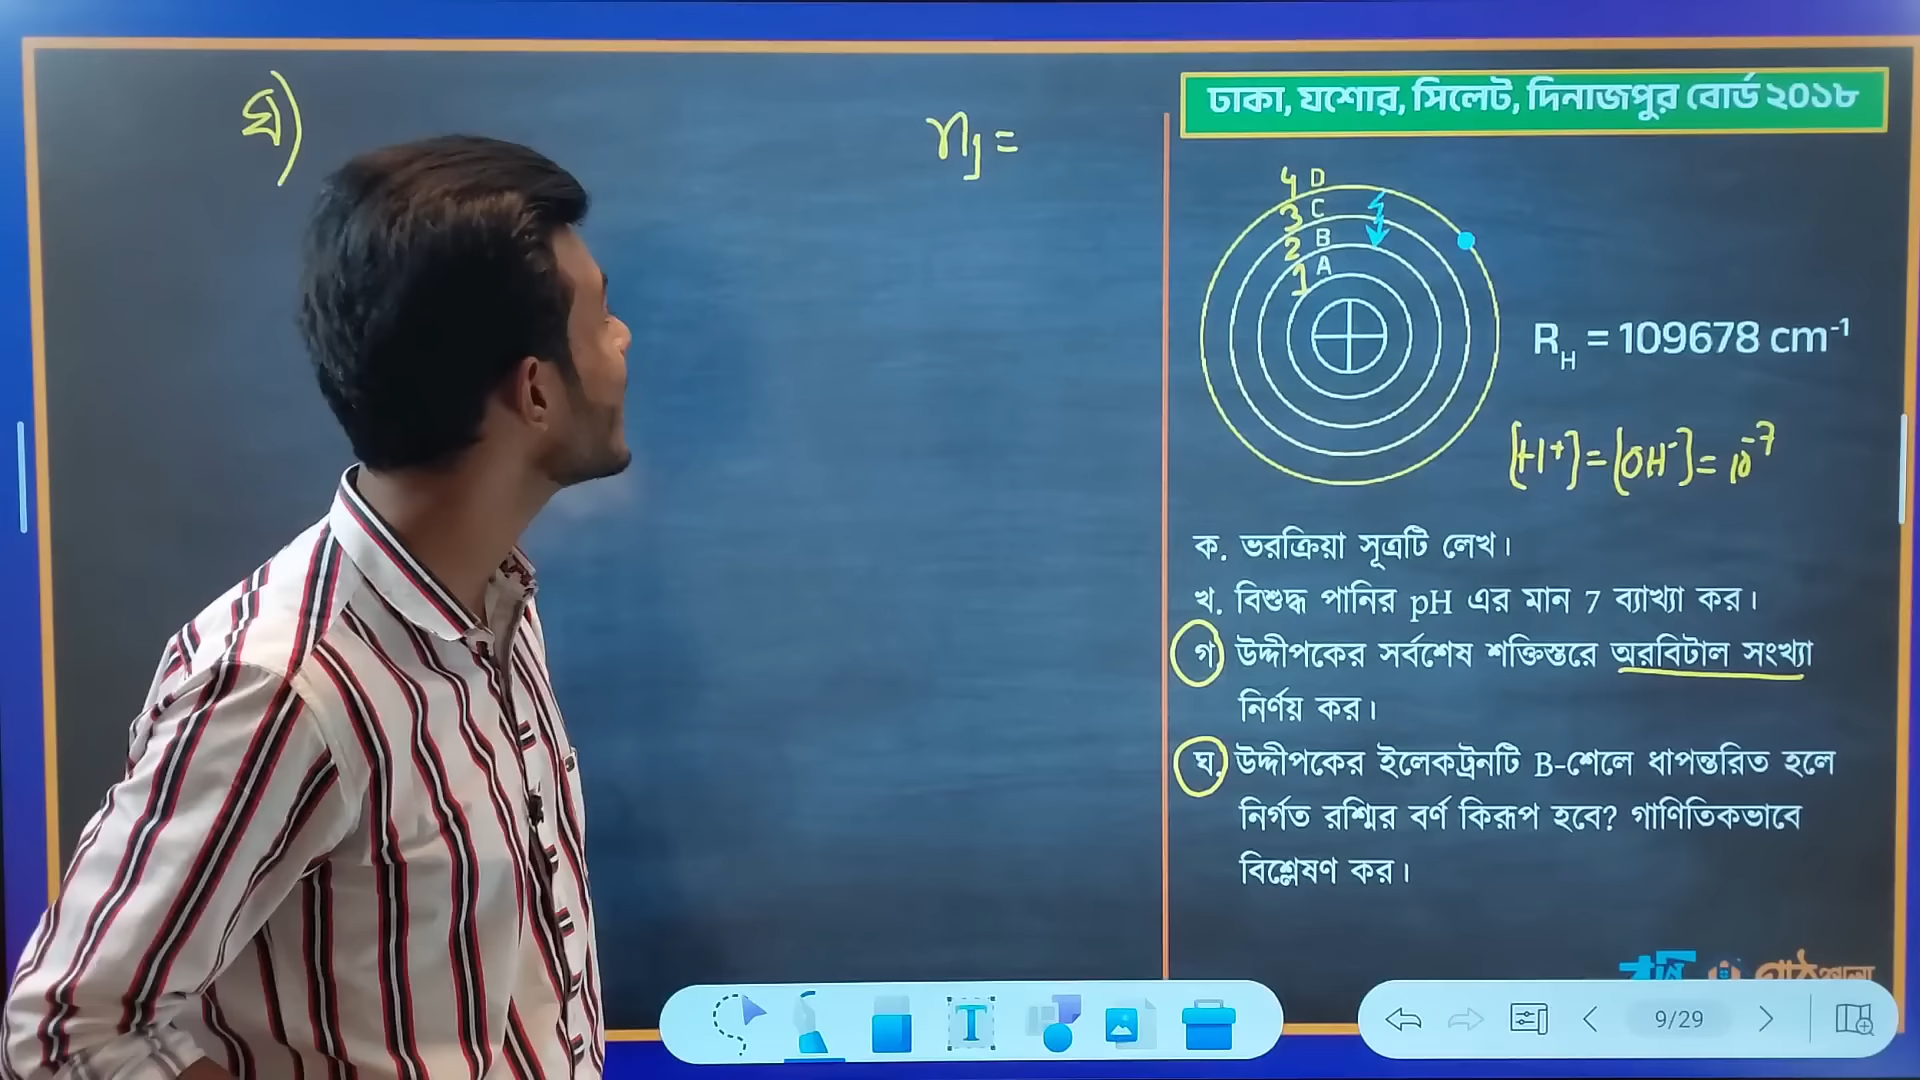 ঘ)
n₁ =
ঢাকা, যশোর, সিলেট, দিনাজপুর বোর্ড ২০১৮
4 D
3 C
2 B
1 A
R_H = 109678 cm⁻¹
[H⁺] = [OH⁻] = 10⁻⁷
ক. ভরক্রিয়া সূত্রটি লেখ।
খ. বিশুদ্ধ পানির pH এর মান 7 ব্যাখ্যা কর।
গ. উদ্দীপকের সর্বশেষ শক্তিস্তরে অরবিটাল সংখ্যা
নির্ণয় কর।
ঘ. উদ্দীপকের ইলেকট্রনটি B-শেলে ধাপন্তরিত হলে
নির্গত রশ্মির বর্ণ কিরূপ হবে? গাণিতিকভাবে
বিশ্লেষণ কর।
T
9/29